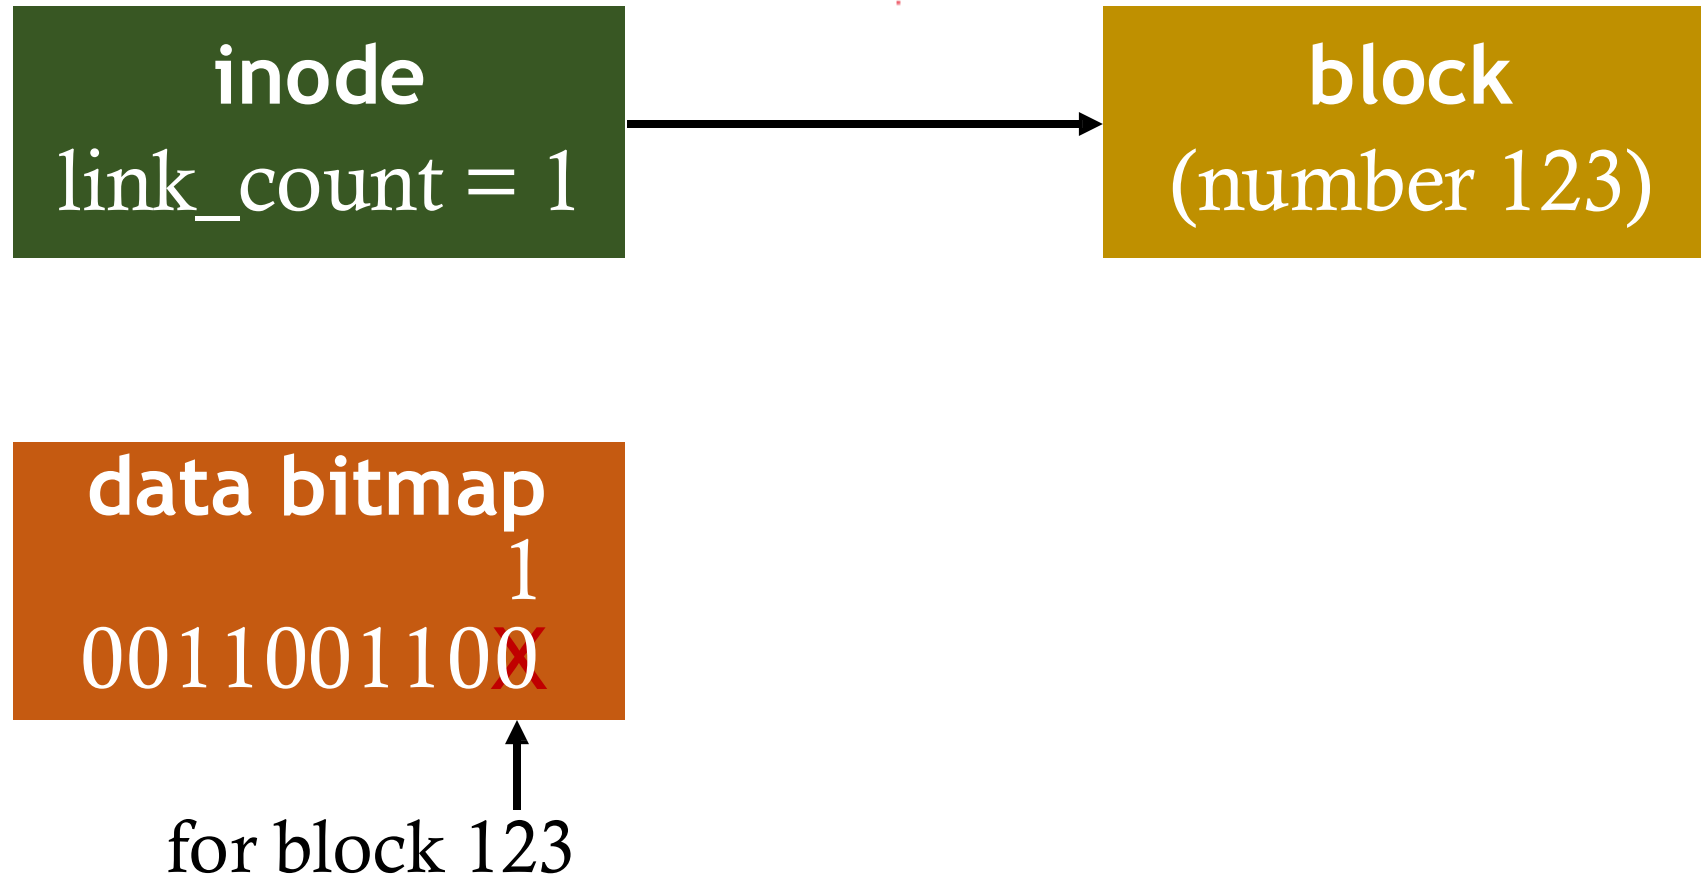 inode
link_count = 1
block
(number 123)
data bitmap
1
0011001100
X
for block 123